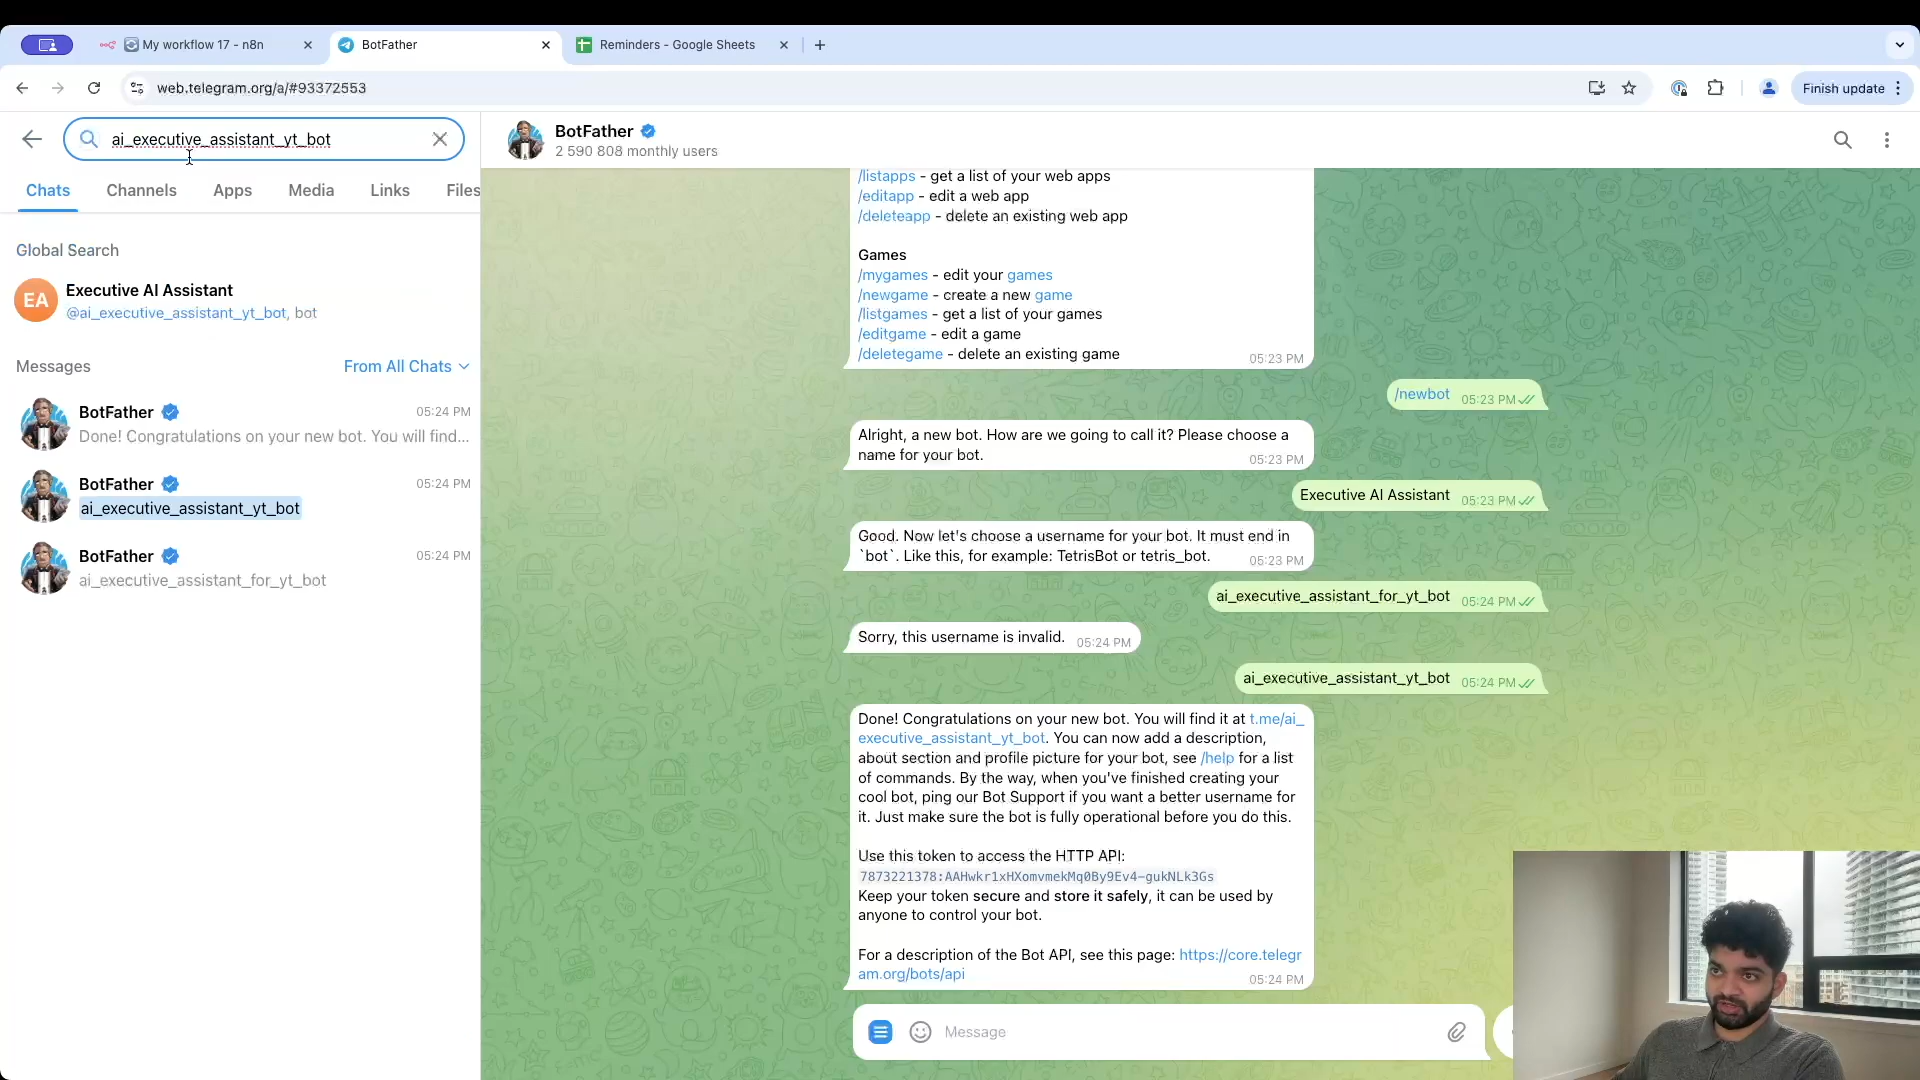 My workflow 17 - n8n
BotFather
Reminders - Google Sheets
web.telegram.org/a/#93372553
Finish update
ai_executive_assistant_yt_bot
Chats
Channels
Apps
Media
Links
Files
Global Search
EA
Executive AI Assistant
@ai_executive_assistant_yt_bot, bot
Messages
From All Chats
BotFather
05:24 PM
Done! Congratulations on your new bot. You will find...
BotFather
05:24 PM
ai_executive_assistant_yt_bot
BotFather
05:24 PM
ai_executive_assistant_for_yt_bot
BotFather
2 590 808 monthly users
/listapps - get a list of your web apps
/editapp - edit a web app
/deleteapp - delete an existing web app
Games
/mygames - edit your games
/newgame - create a new game
/listgames - get a list of your games
/editgame - edit a game
/deletegame - delete an existing game
05:23 PM
/newbot
05:23 PM
Alright, a new bot. How are we going to call it? Please choose a
name for your bot.
05:23 PM
Executive AI Assistant
05:23 PM
Good. Now let's choose a username for your bot. It must end in
`bot`. Like this, for example: TetrisBot or tetris_bot.
05:23 PM
ai_executive_assistant_for_yt_bot
05:24 PM
Sorry, this username is invalid.
05:24 PM
ai_executive_assistant_yt_bot
05:24 PM
Done! Congratulations on your new bot. You will find it at t.me/ai_
executive_assistant_yt_bot. You can now add a description,
about section and profile picture for your bot, see /help for a list
of commands. By the way, when you've finished creating your
cool bot, ping our Bot Support if you want a better username for
it. Just make sure the bot is fully operational before you do this.
Use this token to access the HTTP API:
7873221378:AAHwkr1xHXomvmekMq0By9Ev4-gukNLk3Gs
Keep your token secure and store it safely, it can be used by
anyone to control your bot.
For a description of the Bot API, see this page: https://core.telegr
am.org/bots/api
05:24 PM
Message